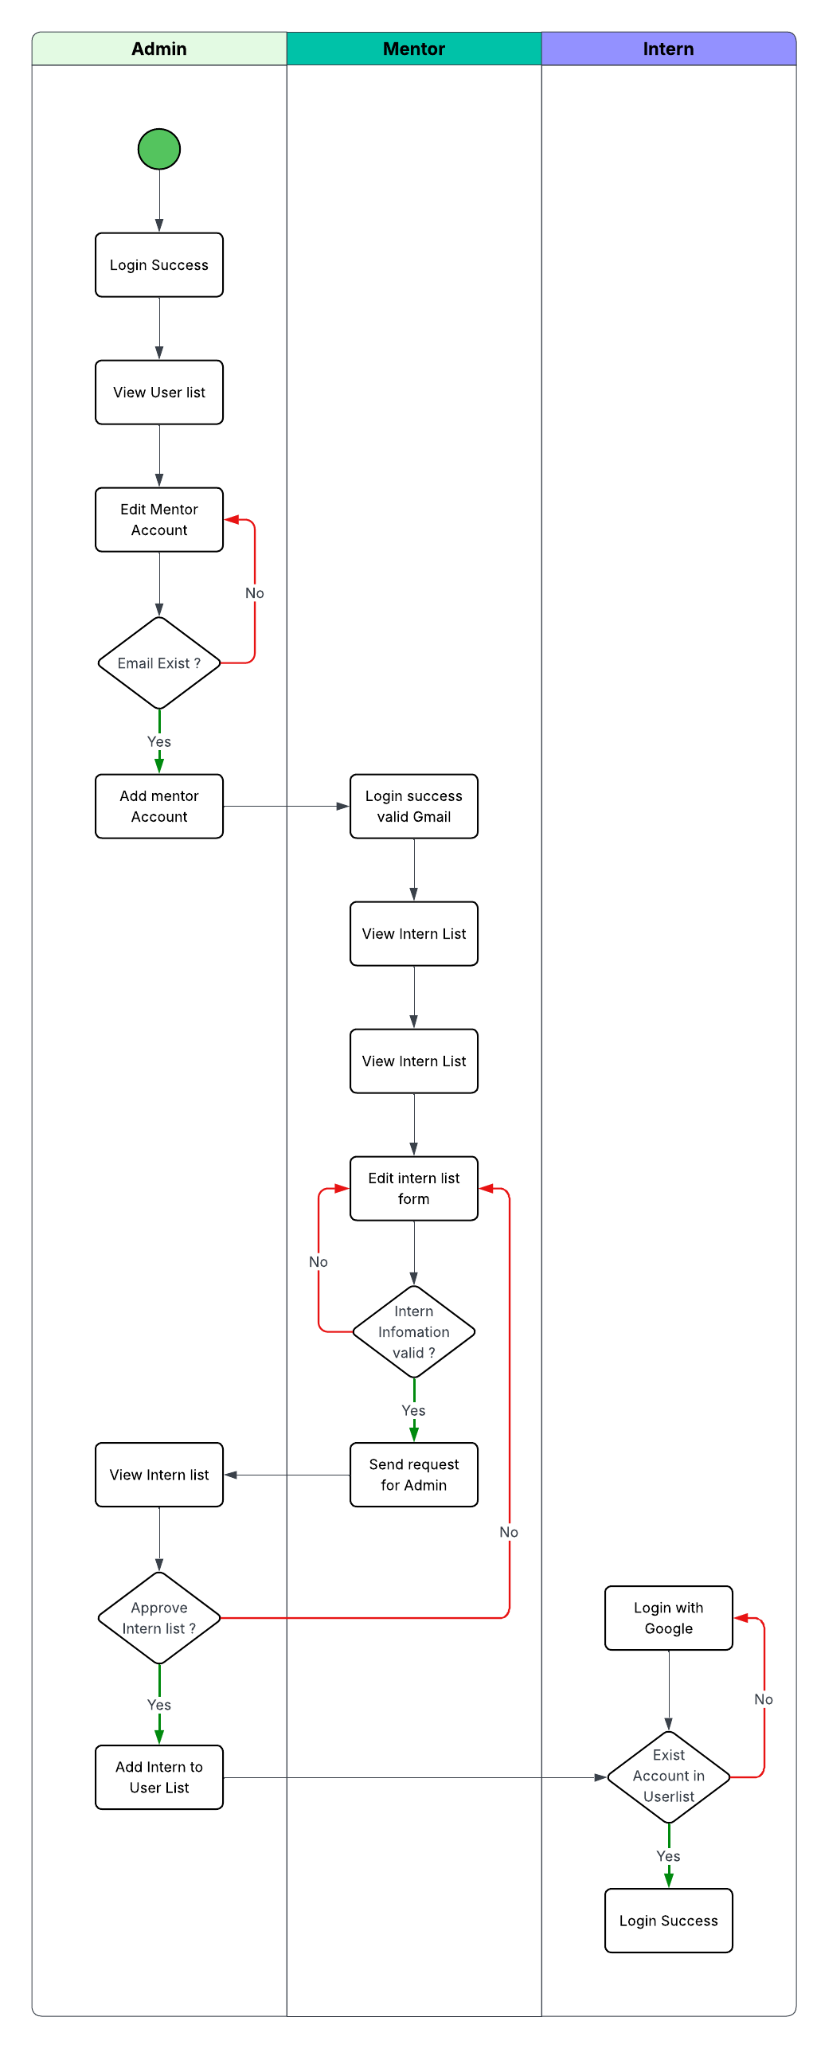 Admin
Mentor
Intern
Login Success
View User list
Edit Mentor
Account
No
Email Exist ?
Yes
Add mentor
Account
Login success
valid Gmail
View Intern List
View Intern List
Edit intern list
form
No
Intern
Infomation
valid ?
Yes
Send request
for Admin
View Intern list
No
Approve
Intern list ?
Yes
Add Intern to
User List
Login with
Google
No
Exist
Account in
Userlist
Yes
Login Success